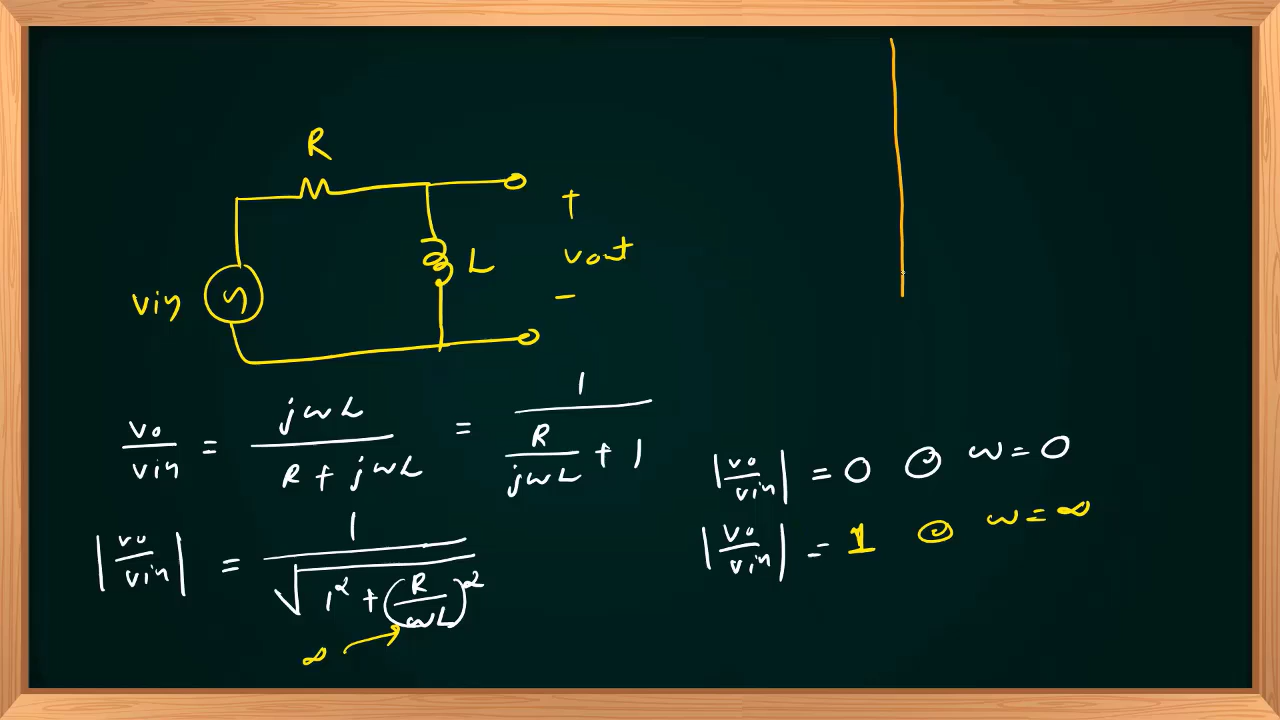 R
+
L
vout
vin
-
vo/vin = jωL/(R + jωL) = 1/(R/jωL + 1)
|vo/vin| = 0 @ ω = 0
|vo/vin| = 1/√(1² + (R/ωL)²)
|vo/vin| = 1 @ ω = ∞
∞